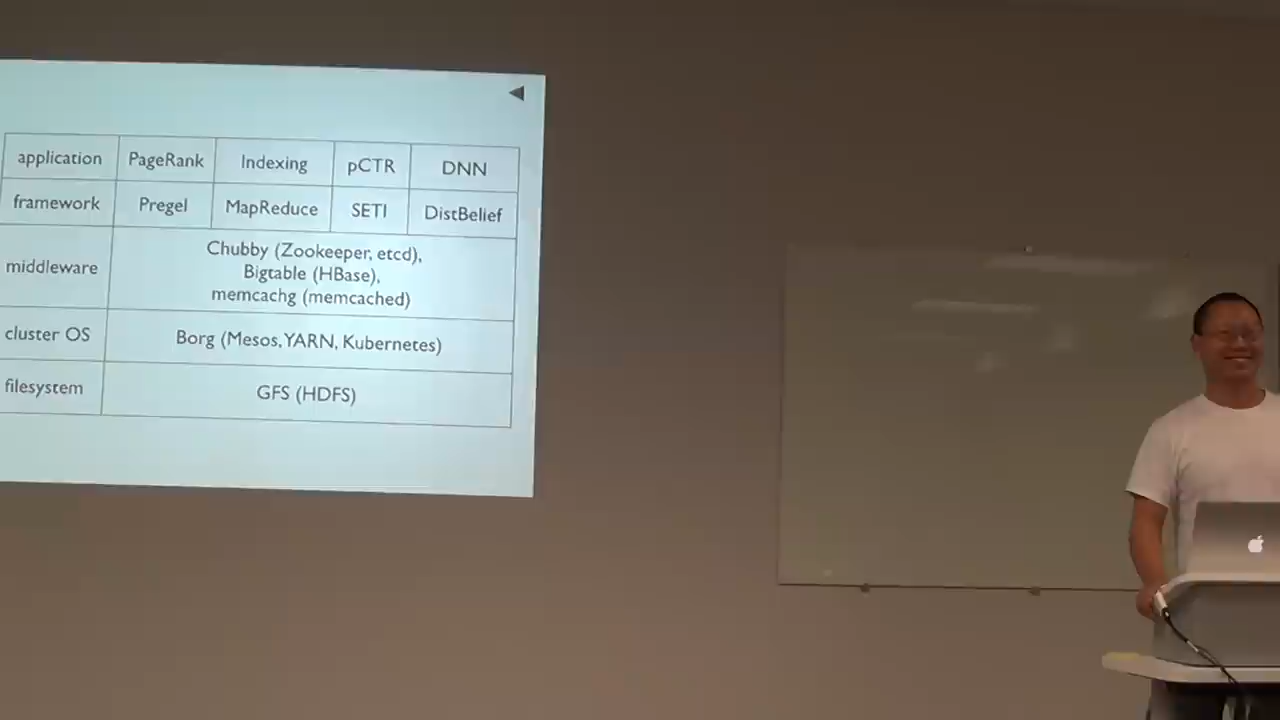 application PageRank Indexing pCTR DNN
framework Pregel MapReduce SETI DistBelief
middleware
Chubby (Zookeeper, etcd),
Bigtable (HBase),
memcachg (memcached)
cluster OS Borg (Mesos, YARN, Kubernetes)
filesystem GFS (HDFS)